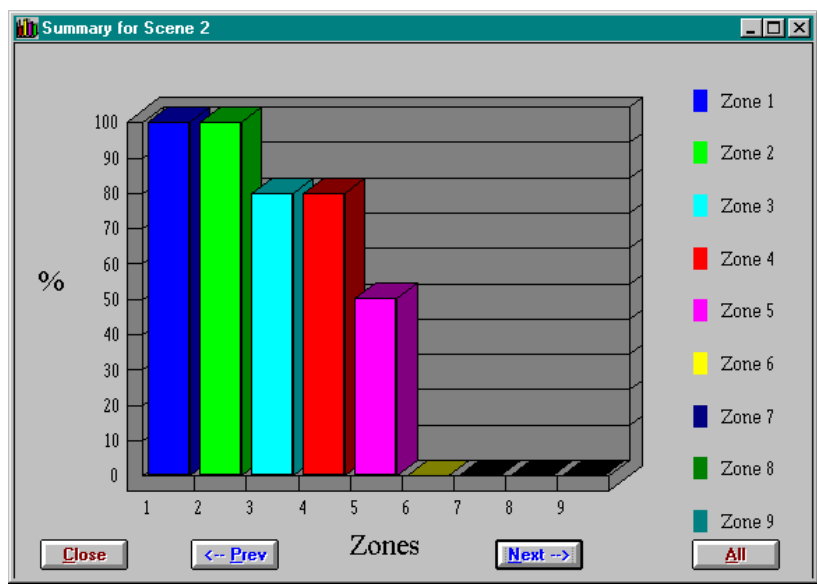 Summary for Scene 2
100
90
80
70
60
50
40
30
20
10
0
%
1 2 3 4 5 6 7 8 9
Zones
Zone 1
Zone 2
Zone 3
Zone 4
Zone 5
Zone 6
Zone 7
Zone 8
Zone 9
Close
<-- Prev
Next -->
All